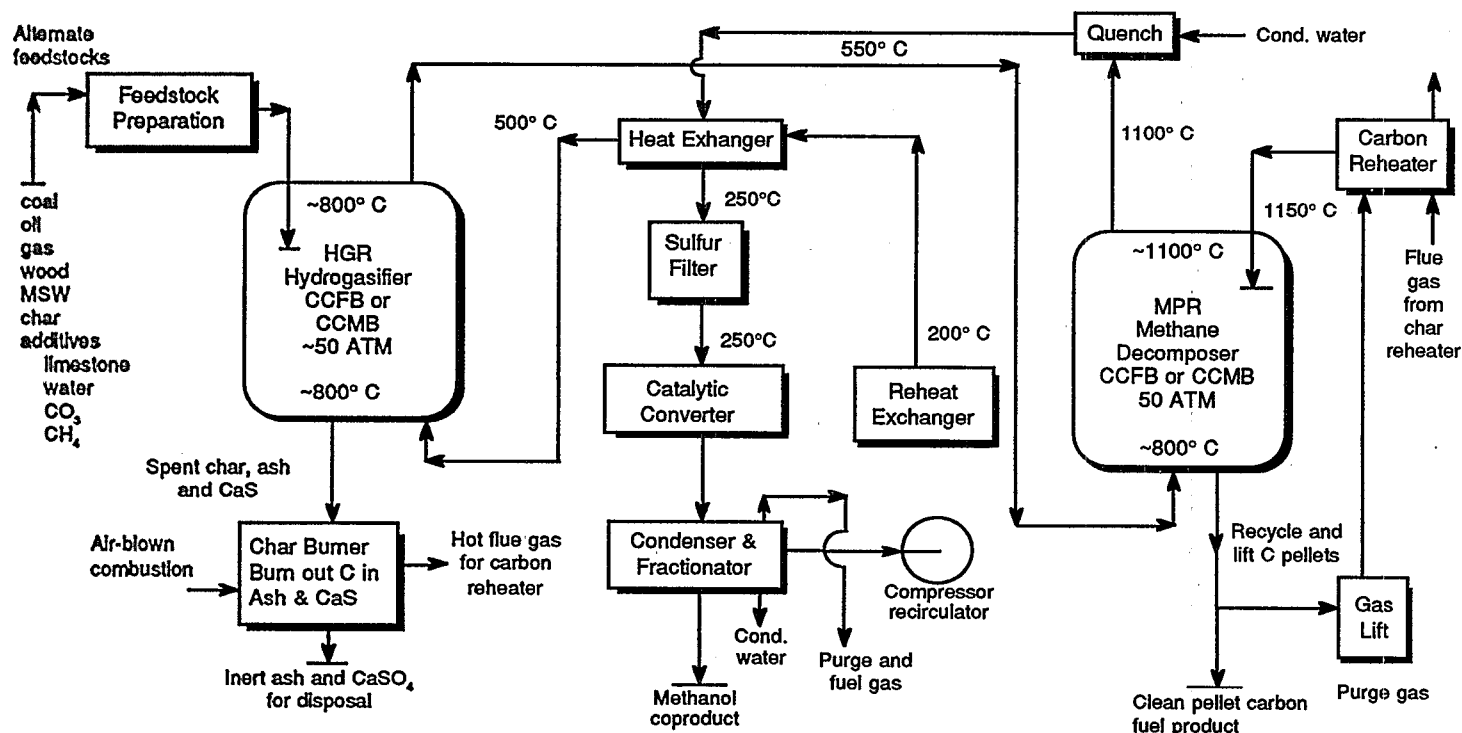 Alternate
feedstocks
Feedstock
Preparation
coal
oil
gas
wood
MSW
char
additives
limestone
water
CO₃
CH₄
~800° C
HGR
Hydrogasifier
CCFB or
CCMB
~50 ATM
~800° C
Spent char, ash
and CaS
Air-blown
combustion
Char Burner
Burn out C in
Ash & CaS
Hot flue gas
for carbon
reheater
Inert ash and CaSO₄
for disposal
550° C
500° C
Heat Exhanger
250°C
Sulfur
Filter
250°C
Catalytic
Converter
200° C
Reheat
Exchanger
Condenser &
Fractionator
Compressor
recirculator
Cond.
water
Purge and
fuel gas
Methanol
coproduct
Quench
Cond. water
1100° C
Carbon
Reheater
1150° C
Flue
gas
from
char
reheater
~1100° C
MPR
Methane
Decomposer
CCFB or CCMB
50 ATM
~800° C
Recycle and
lift C pellets
Gas
Lift
Purge gas
Clean pellet carbon
fuel product